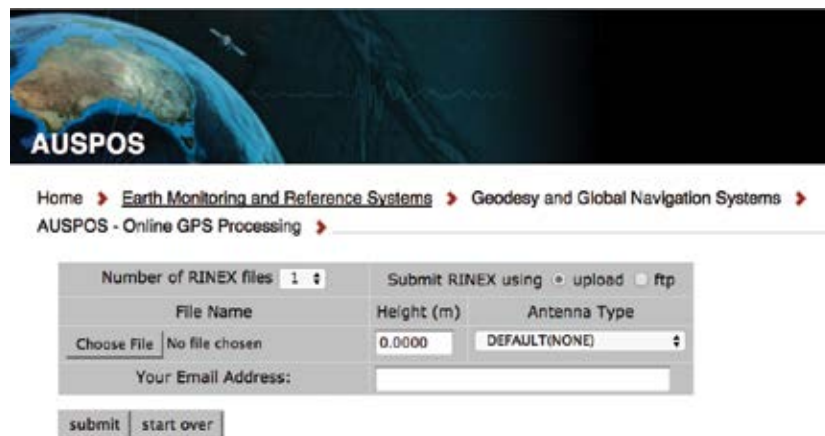 AUSPOS
Home > Earth Monitoring and Reference Systems > Geodesy and Global Navigation Systems >
AUSPOS - Online GPS Processing >
Number of RINEX files 1 Submit RINEX using upload ftp
File Name Height (m) Antenna Type
Choose File No file chosen 0.0000 DEFAULT(NONE)
Your Email Address:
submit start over